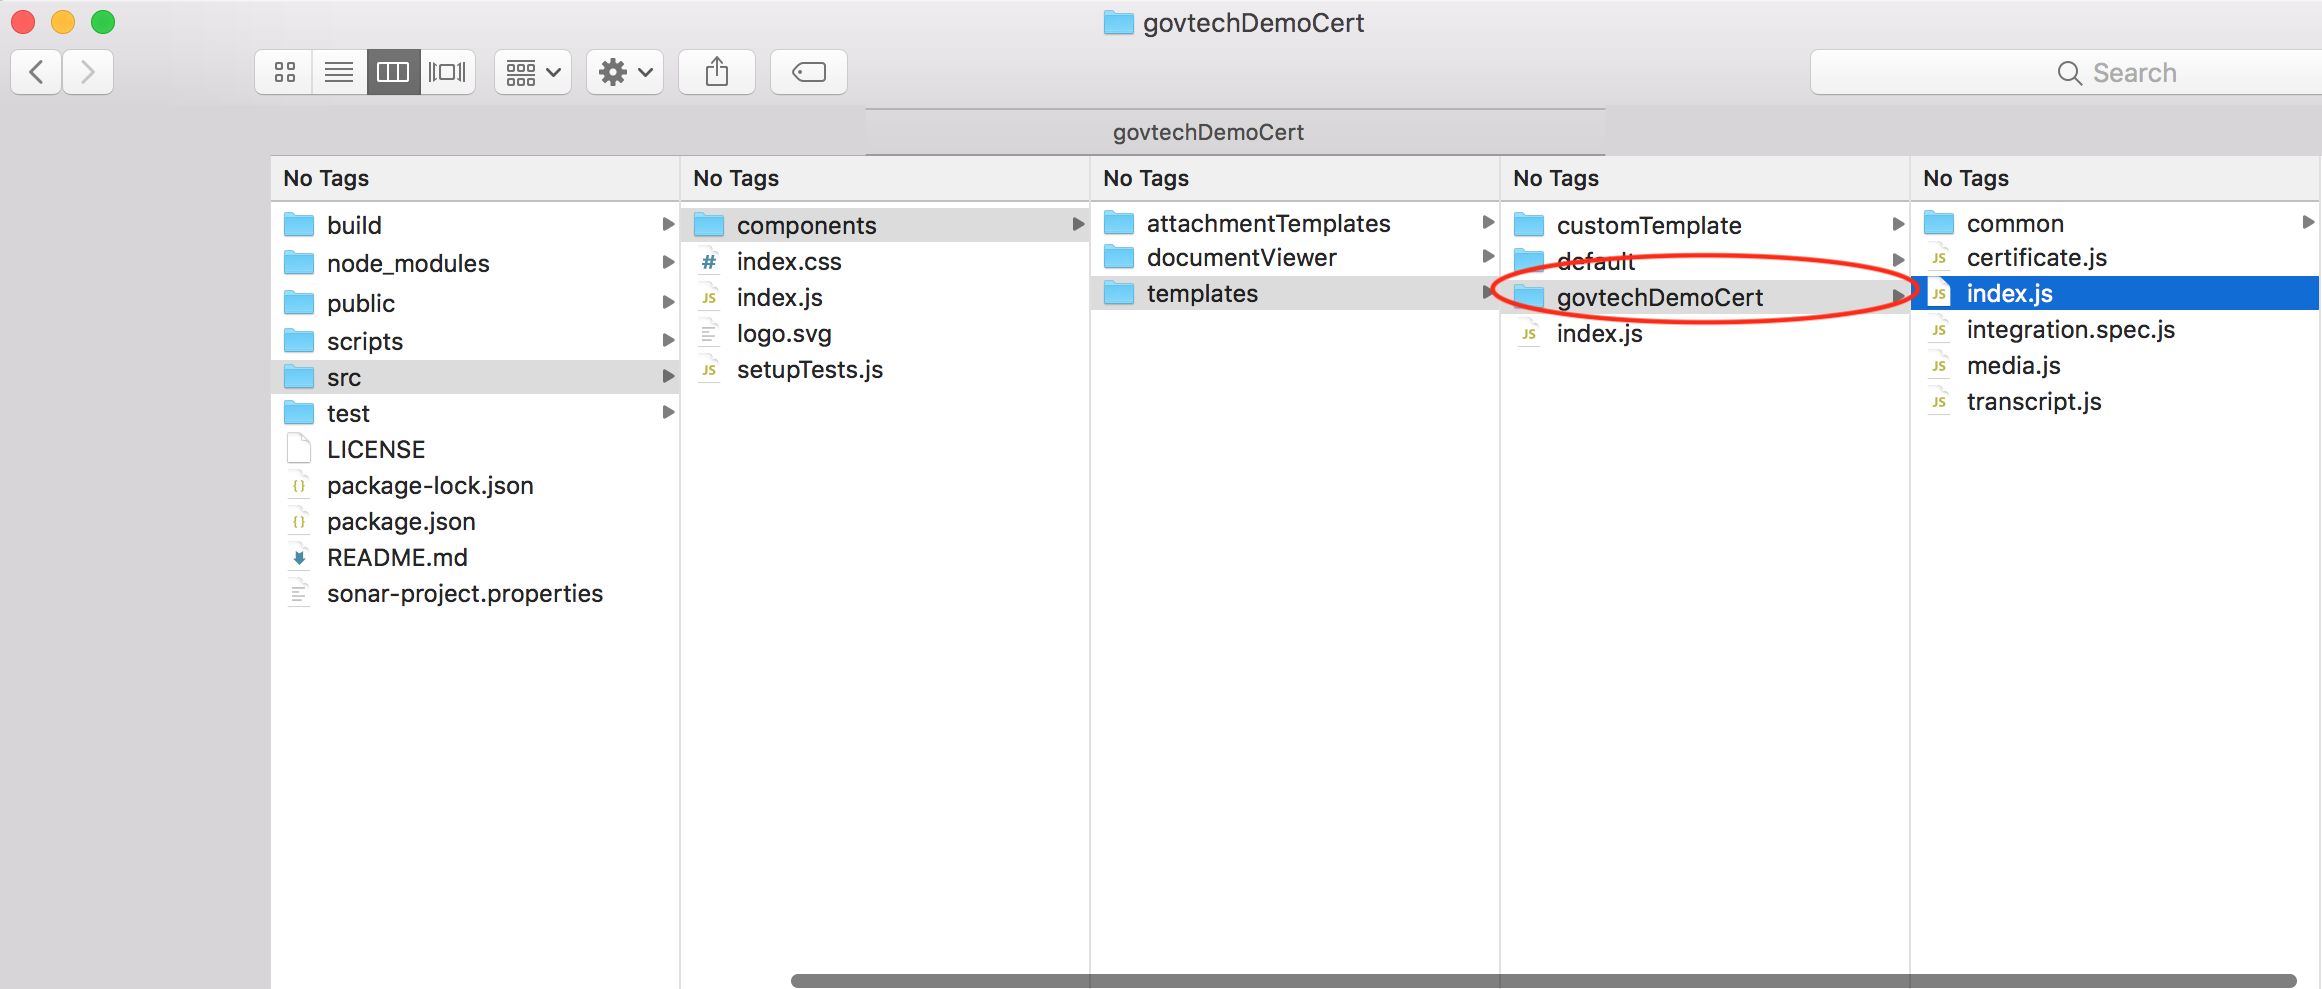 govtechDemoCert
Search
govtechDemoCert
No Tags
build
node_modules
public
scripts
src
test
LICENSE
package-lock.json
package.json
README.md
sonar-project.properties
No Tags
components
index.css
index.js
logo.svg
setupTests.js
No Tags
attachmentTemplates
documentViewer
templates
No Tags
customTemplate
default
govtechDemoCert
index.js
No Tags
common
certificate.js
index.js
integration.spec.js
media.js
transcript.js